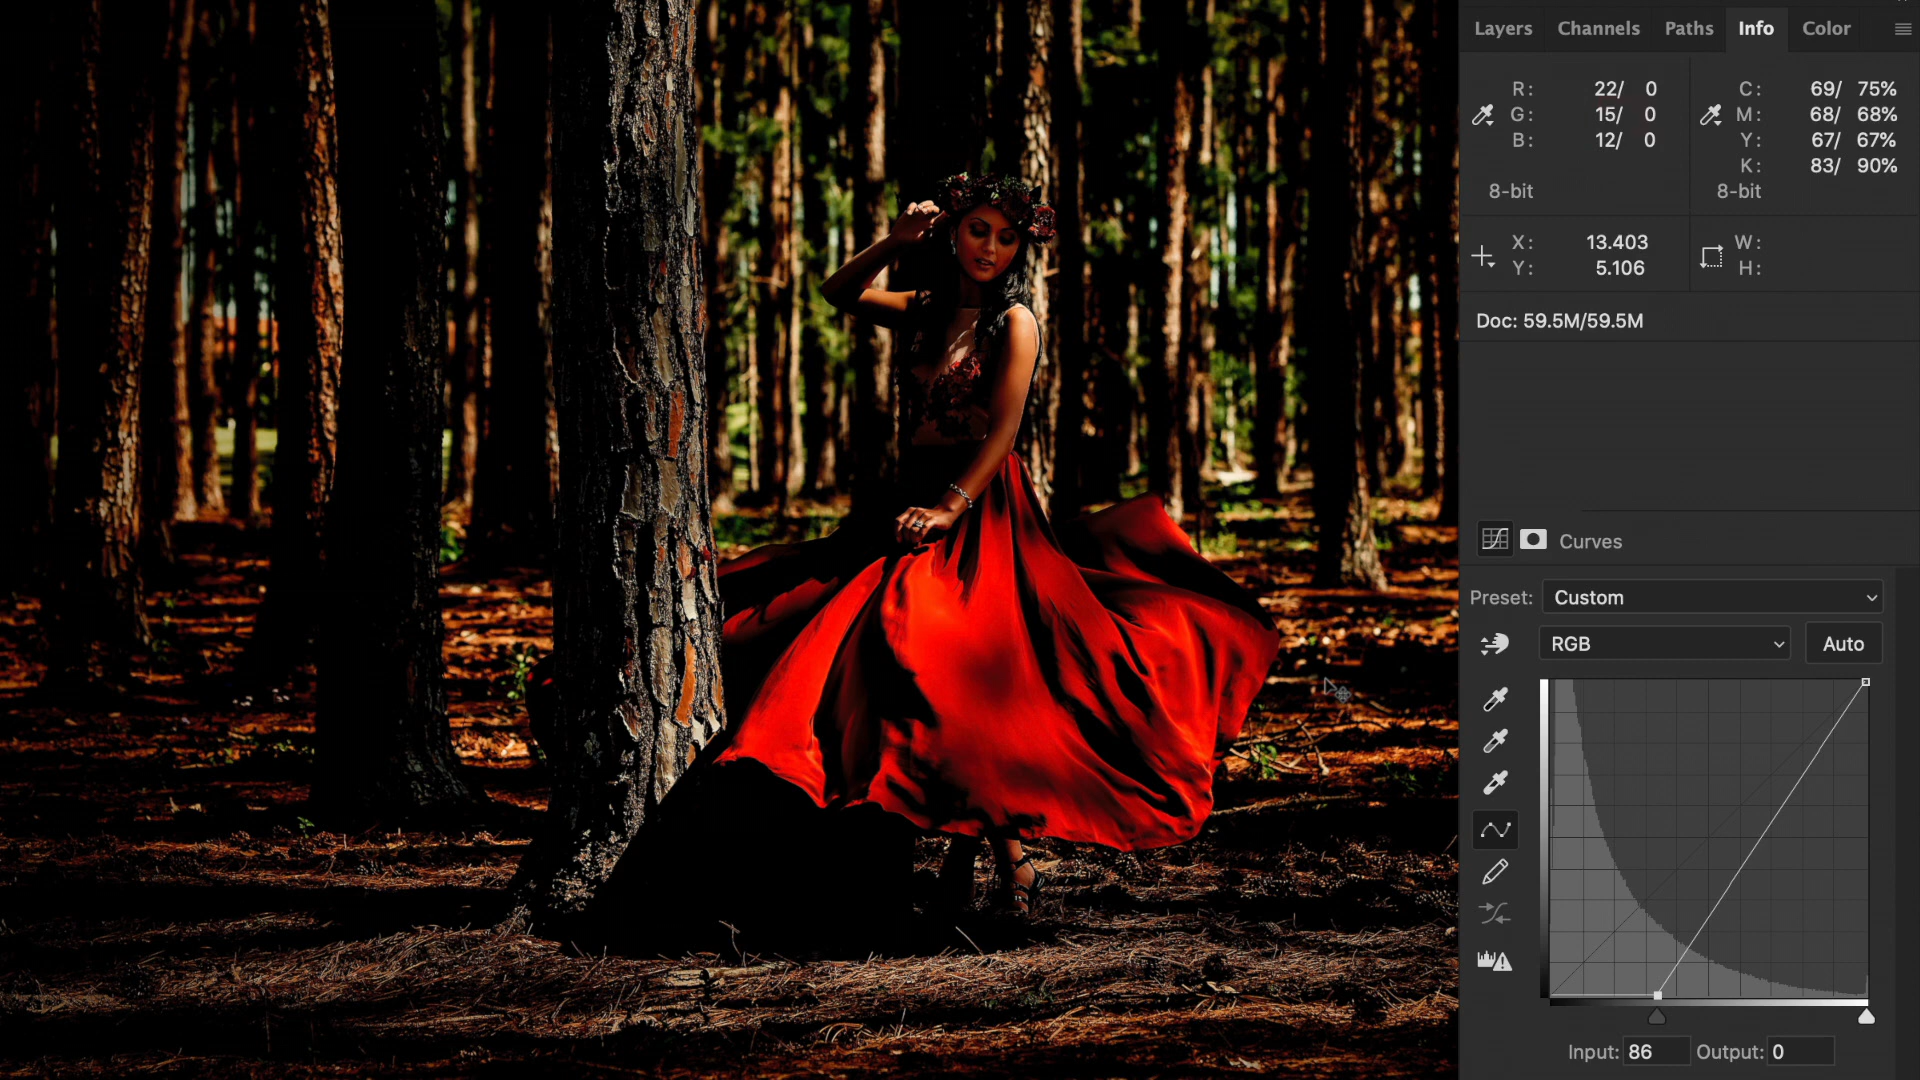 Layers Channels Paths Info Color
R: 22/ 0 C: 69/ 75%
G: 15/ 0 M: 68/ 68%
B: 12/ 0 Y: 67/ 67%
K: 83/ 90%
8-bit 8-bit
X: 13.403 W:
Y: 5.106 H:
Doc: 59.5M/59.5M
Curves
Preset: Custom
RGB Auto
Input: 86 Output: 0